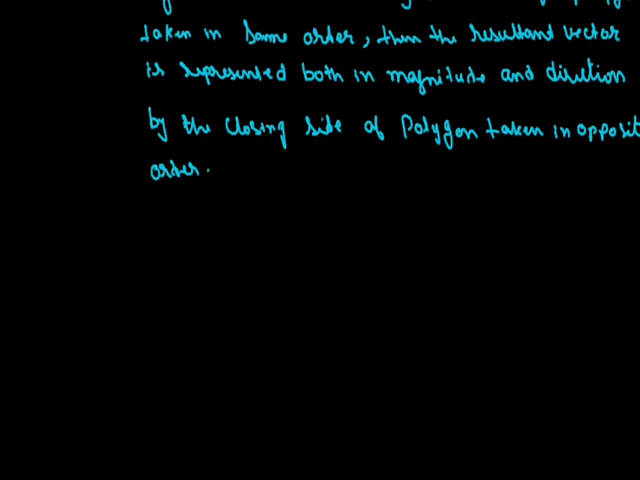 taken in same order, then the resultant vector
is represented both in magnitude and direction
by the closing side of Polygon taken in opposit
order.